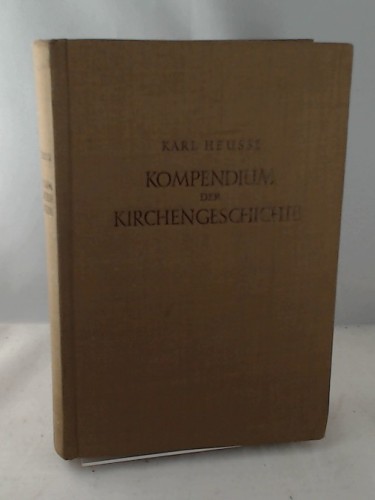 KARL HEUSSI
KOMPENDIUM
DER
KIRCHENGESCHICHTE